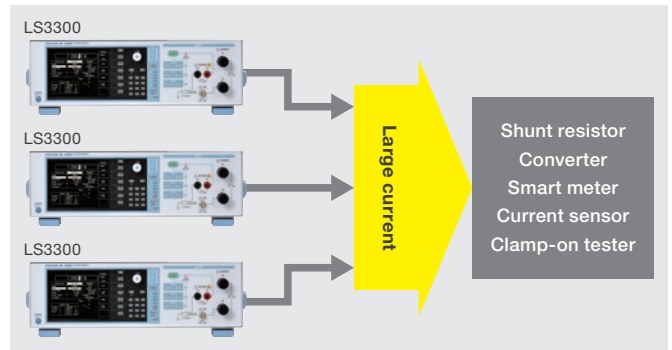 LS3300
LS3300
LS3300
Large current
Shunt resistor
Converter
Smart meter
Current sensor
Clamp-on tester